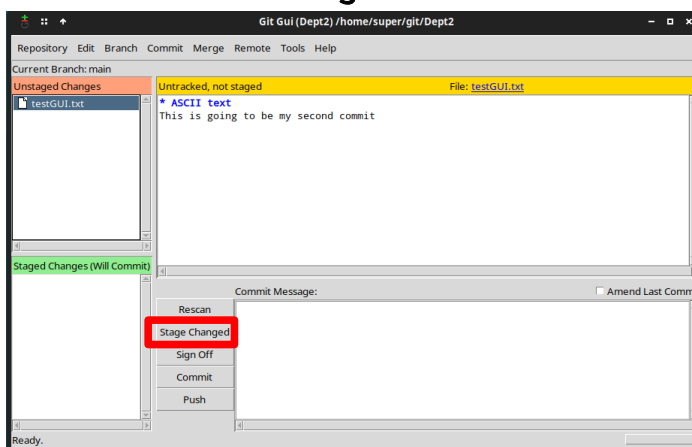 Git Gui (Dept2) /home/super/git/Dept2
Repository Edit Branch Commit Merge Remote Tools Help
Current Branch: main
Unstaged Changes
Untracked, not staged File: testGUI.txt
testGUI.txt
* ASCII text
This is going to be my second commit
Staged Changes (Will Commit)
Commit Message:
Amend Last Comm
Rescan
Stage Changed
Sign Off
Commit
Push
Ready.